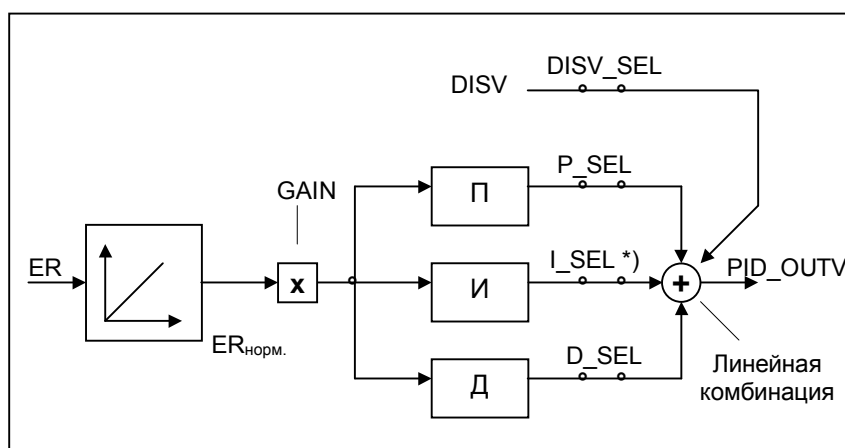 DISV
DISV_SEL
P_SEL
GAIN
П
ER
x
И
I_SEL *)
+
PID_OUTV
ERнорм.
Д
D_SEL
Линейная
комбинация